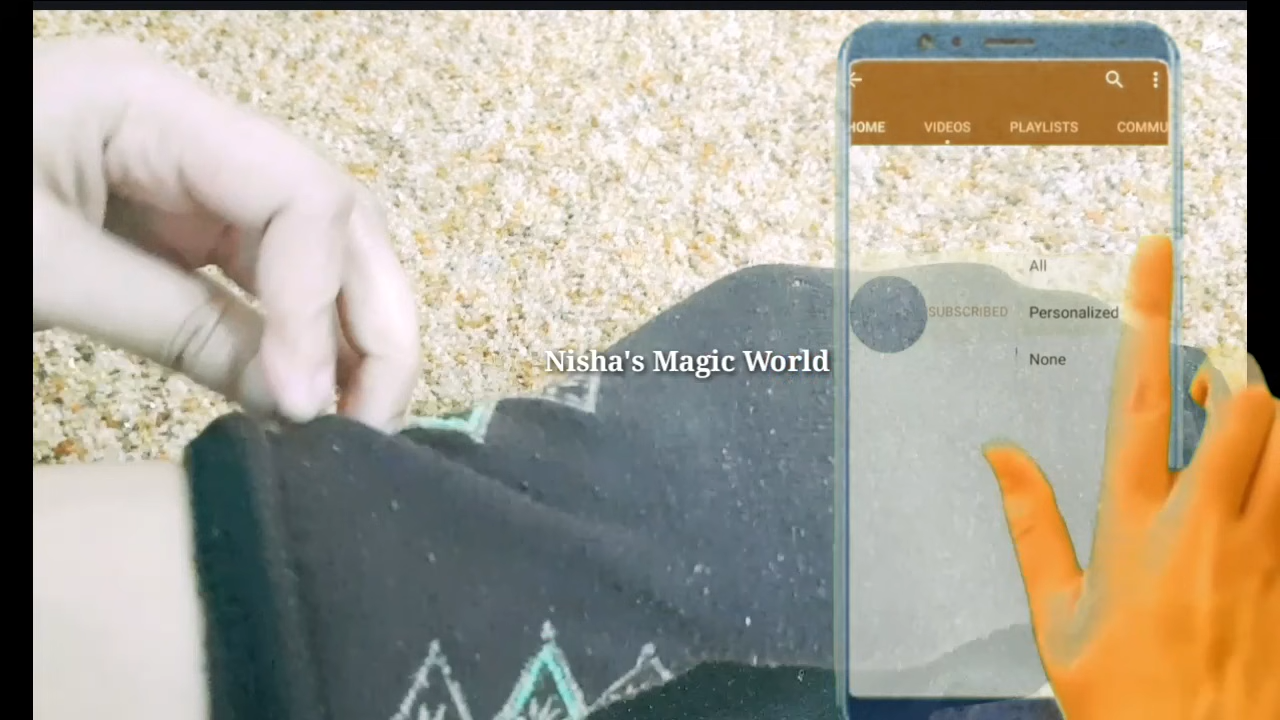 HOME VIDEOS PLAYLISTS COMMU
All
SUBSCRIBED Personalized
None
Nisha's Magic World